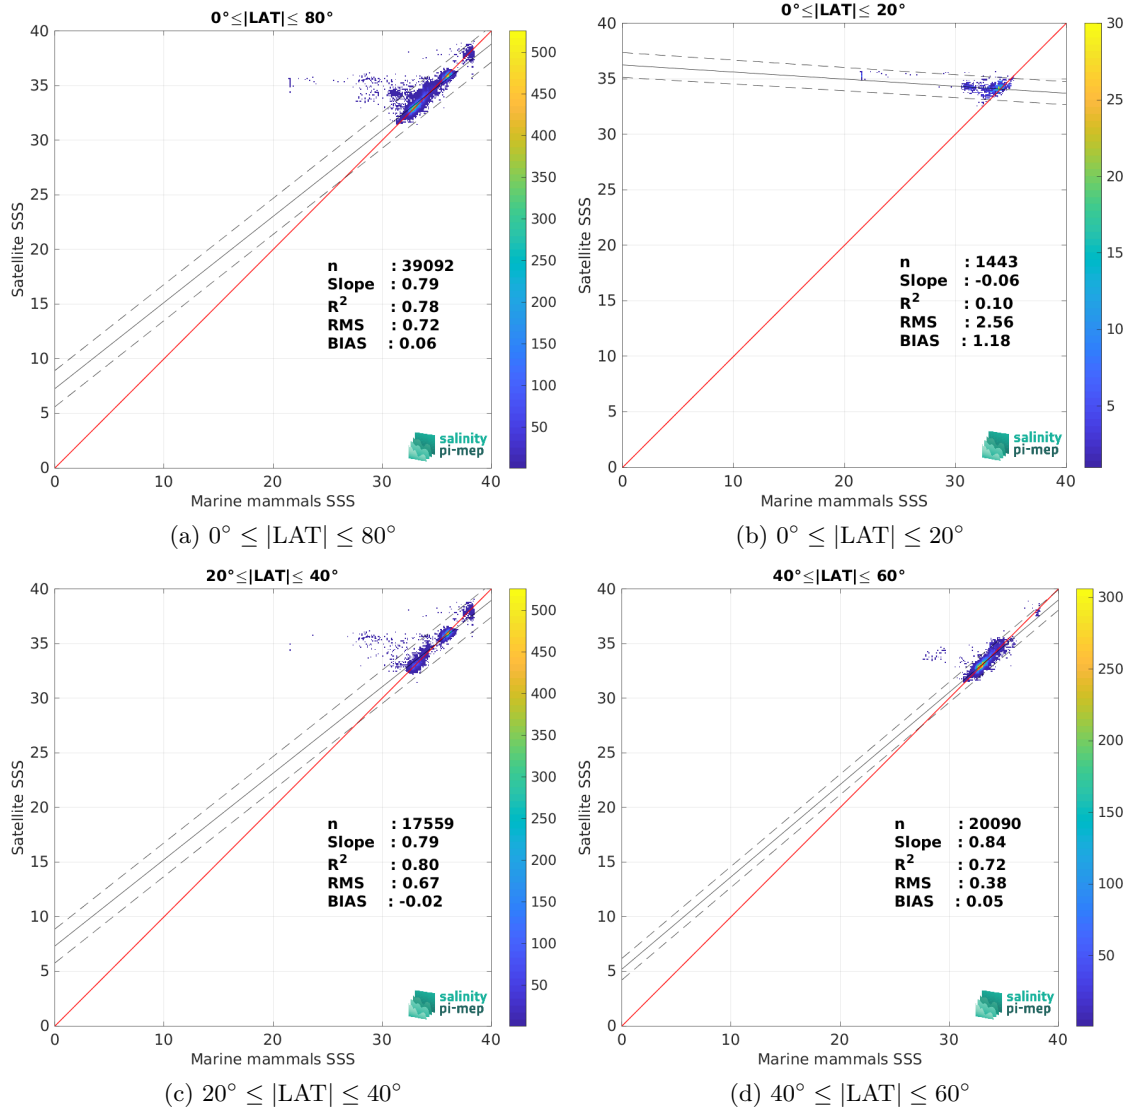 0°≤|LAT|≤ 80°
40
35
30
25
20
15
10
5
0
Satellite SSS
0
10
20
30
40
Marine mammals SSS
500
450
400
350
300
250
200
150
100
50
n : 39092
Slope : 0.79
R² : 0.78
RMS : 0.72
BIAS : 0.06
salinity
pi-mep
(a) 0° ≤ |LAT| ≤ 80°
0°≤|LAT|≤ 20°
40
35
30
25
20
15
10
5
0
Satellite SSS
0
10
20
30
40
Marine mammals SSS
30
25
20
15
10
5
n : 1443
Slope : -0.06
R² : 0.10
RMS : 2.56
BIAS : 1.18
salinity
pi-mep
(b) 0° ≤ |LAT| ≤ 20°
20°≤|LAT|≤ 40°
40
35
30
25
20
15
10
5
0
Satellite SSS
0
10
20
30
40
Marine mammals SSS
500
450
400
350
300
250
200
150
100
50
n : 17559
Slope : 0.79
R² : 0.80
RMS : 0.67
BIAS : -0.02
salinity
pi-mep
(c) 20° ≤ |LAT| ≤ 40°
40°≤|LAT|≤ 60°
40
35
30
25
20
15
10
5
0
Satellite SSS
0
10
20
30
40
Marine mammals SSS
300
250
200
150
100
50
n : 20090
Slope : 0.84
R² : 0.72
RMS : 0.38
BIAS : 0.05
salinity
pi-mep
(d) 40° ≤ |LAT| ≤ 60°